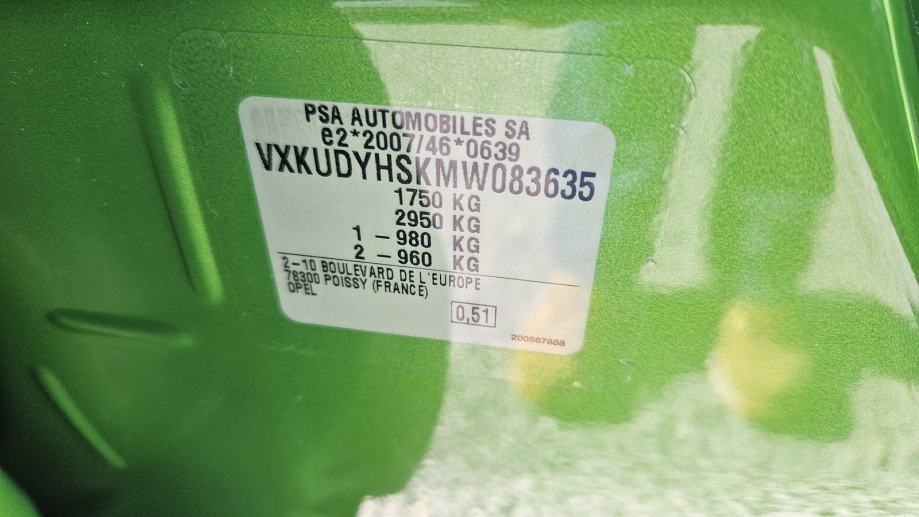 PSA AUTOMOBILES SA
e2*2007/46*0639
VXKUDYHSKMW083635
1750 KG
2950 KG
1 – 980 KG
2 – 960 KG
2–10 BOULEVARD DE L'EUROPE
78300 POISSY (FRANCE)
OPEL
0,51
200567888